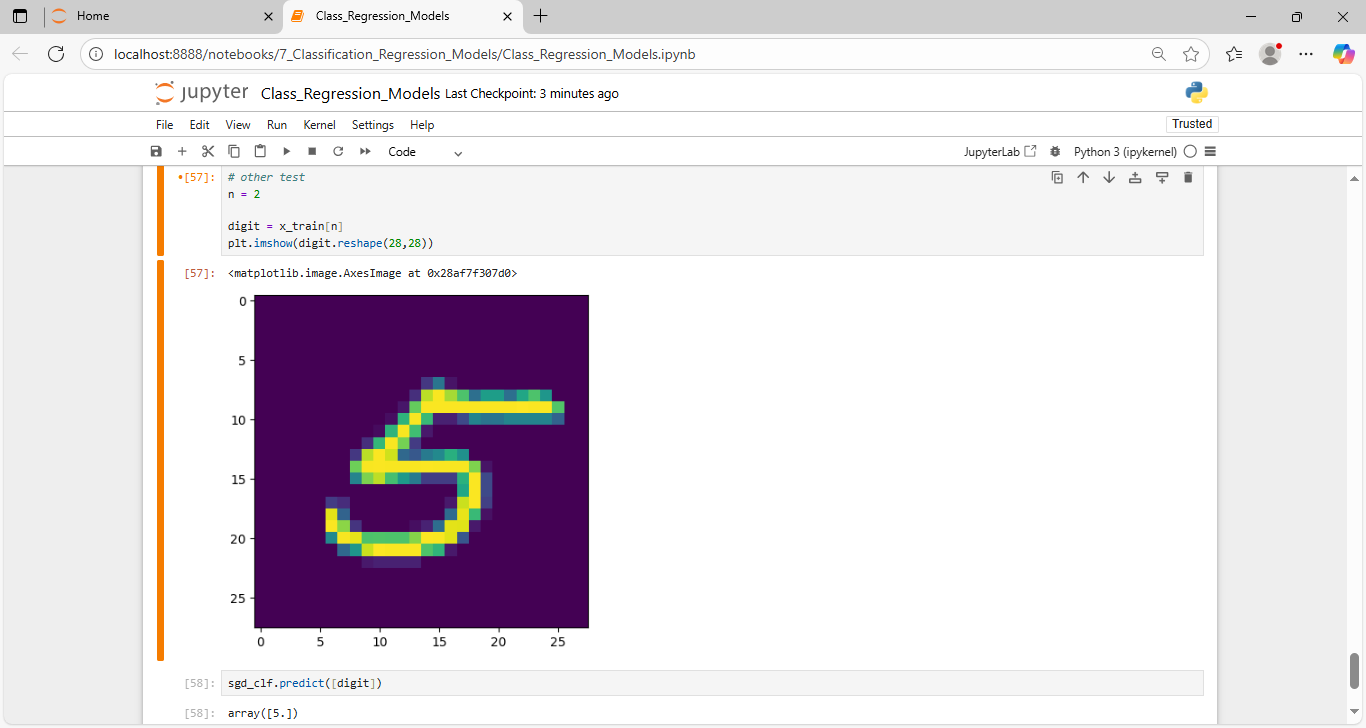 Home
Class_Regression_Models
localhost:8888/notebooks/7_Classification_Regression_Models/Class_Regression_Models.ipynb
jupyter Class_Regression_Models Last Checkpoint: 3 minutes ago
File Edit View Run Kernel Settings Help
Trusted
Code
JupyterLab
Python 3 (ipykernel)
•[57]: # other test
n = 2
digit = x_train[n]
plt.imshow(digit.reshape(28,28))
[57]: <matplotlib.image.AxesImage at 0x28af7f307d0>
0
5
10
15
20
25
0 5 10 15 20 25
[58]: sgd_clf.predict([digit])
[58]: array([5.])